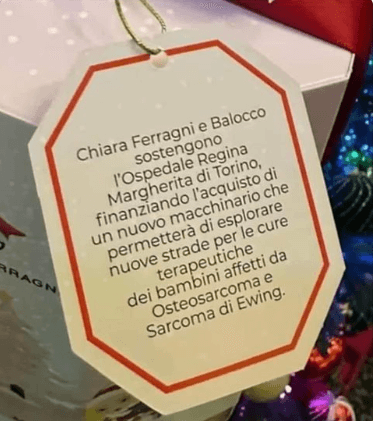 Chiara Ferragni e Balocco
sostengono
l'Ospedale Regina
Margherita di Torino,
finanziando l'acquisto di
un nuovo macchinario che
permetterà di esplorare
nuove strade per le cure
terapeutiche
dei bambini affetti da
Osteosarcoma e
Sarcoma di Ewing.